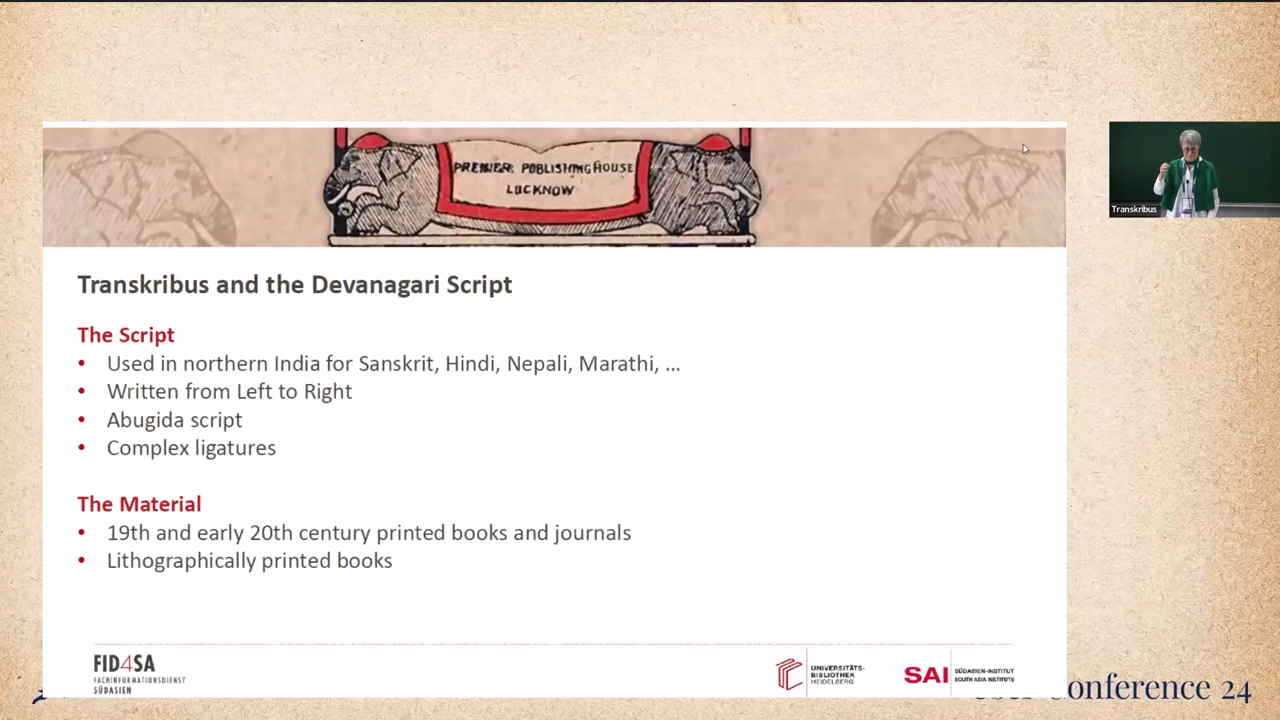 PREMIER PUBLISHING HOUSE
LUCKNOW
Transkribus
Transkribus and the Devanagari Script
The Script
• Used in northern India for Sanskrit, Hindi, Nepali, Marathi, ...
• Written from Left to Right
• Abugida script
• Complex ligatures
The Material
• 19th and early 20th century printed books and journals
• Lithographically printed books
FID4SA
FACHINFORMATIONSDIENST
SÜDASIEN
UNIVERSITÄTS-
BIBLIOTHEK
HEIDELBERG
SAI
SÜDASIEN-INSTITUT
SOUTH ASIA INSTITUTE
Conference 24